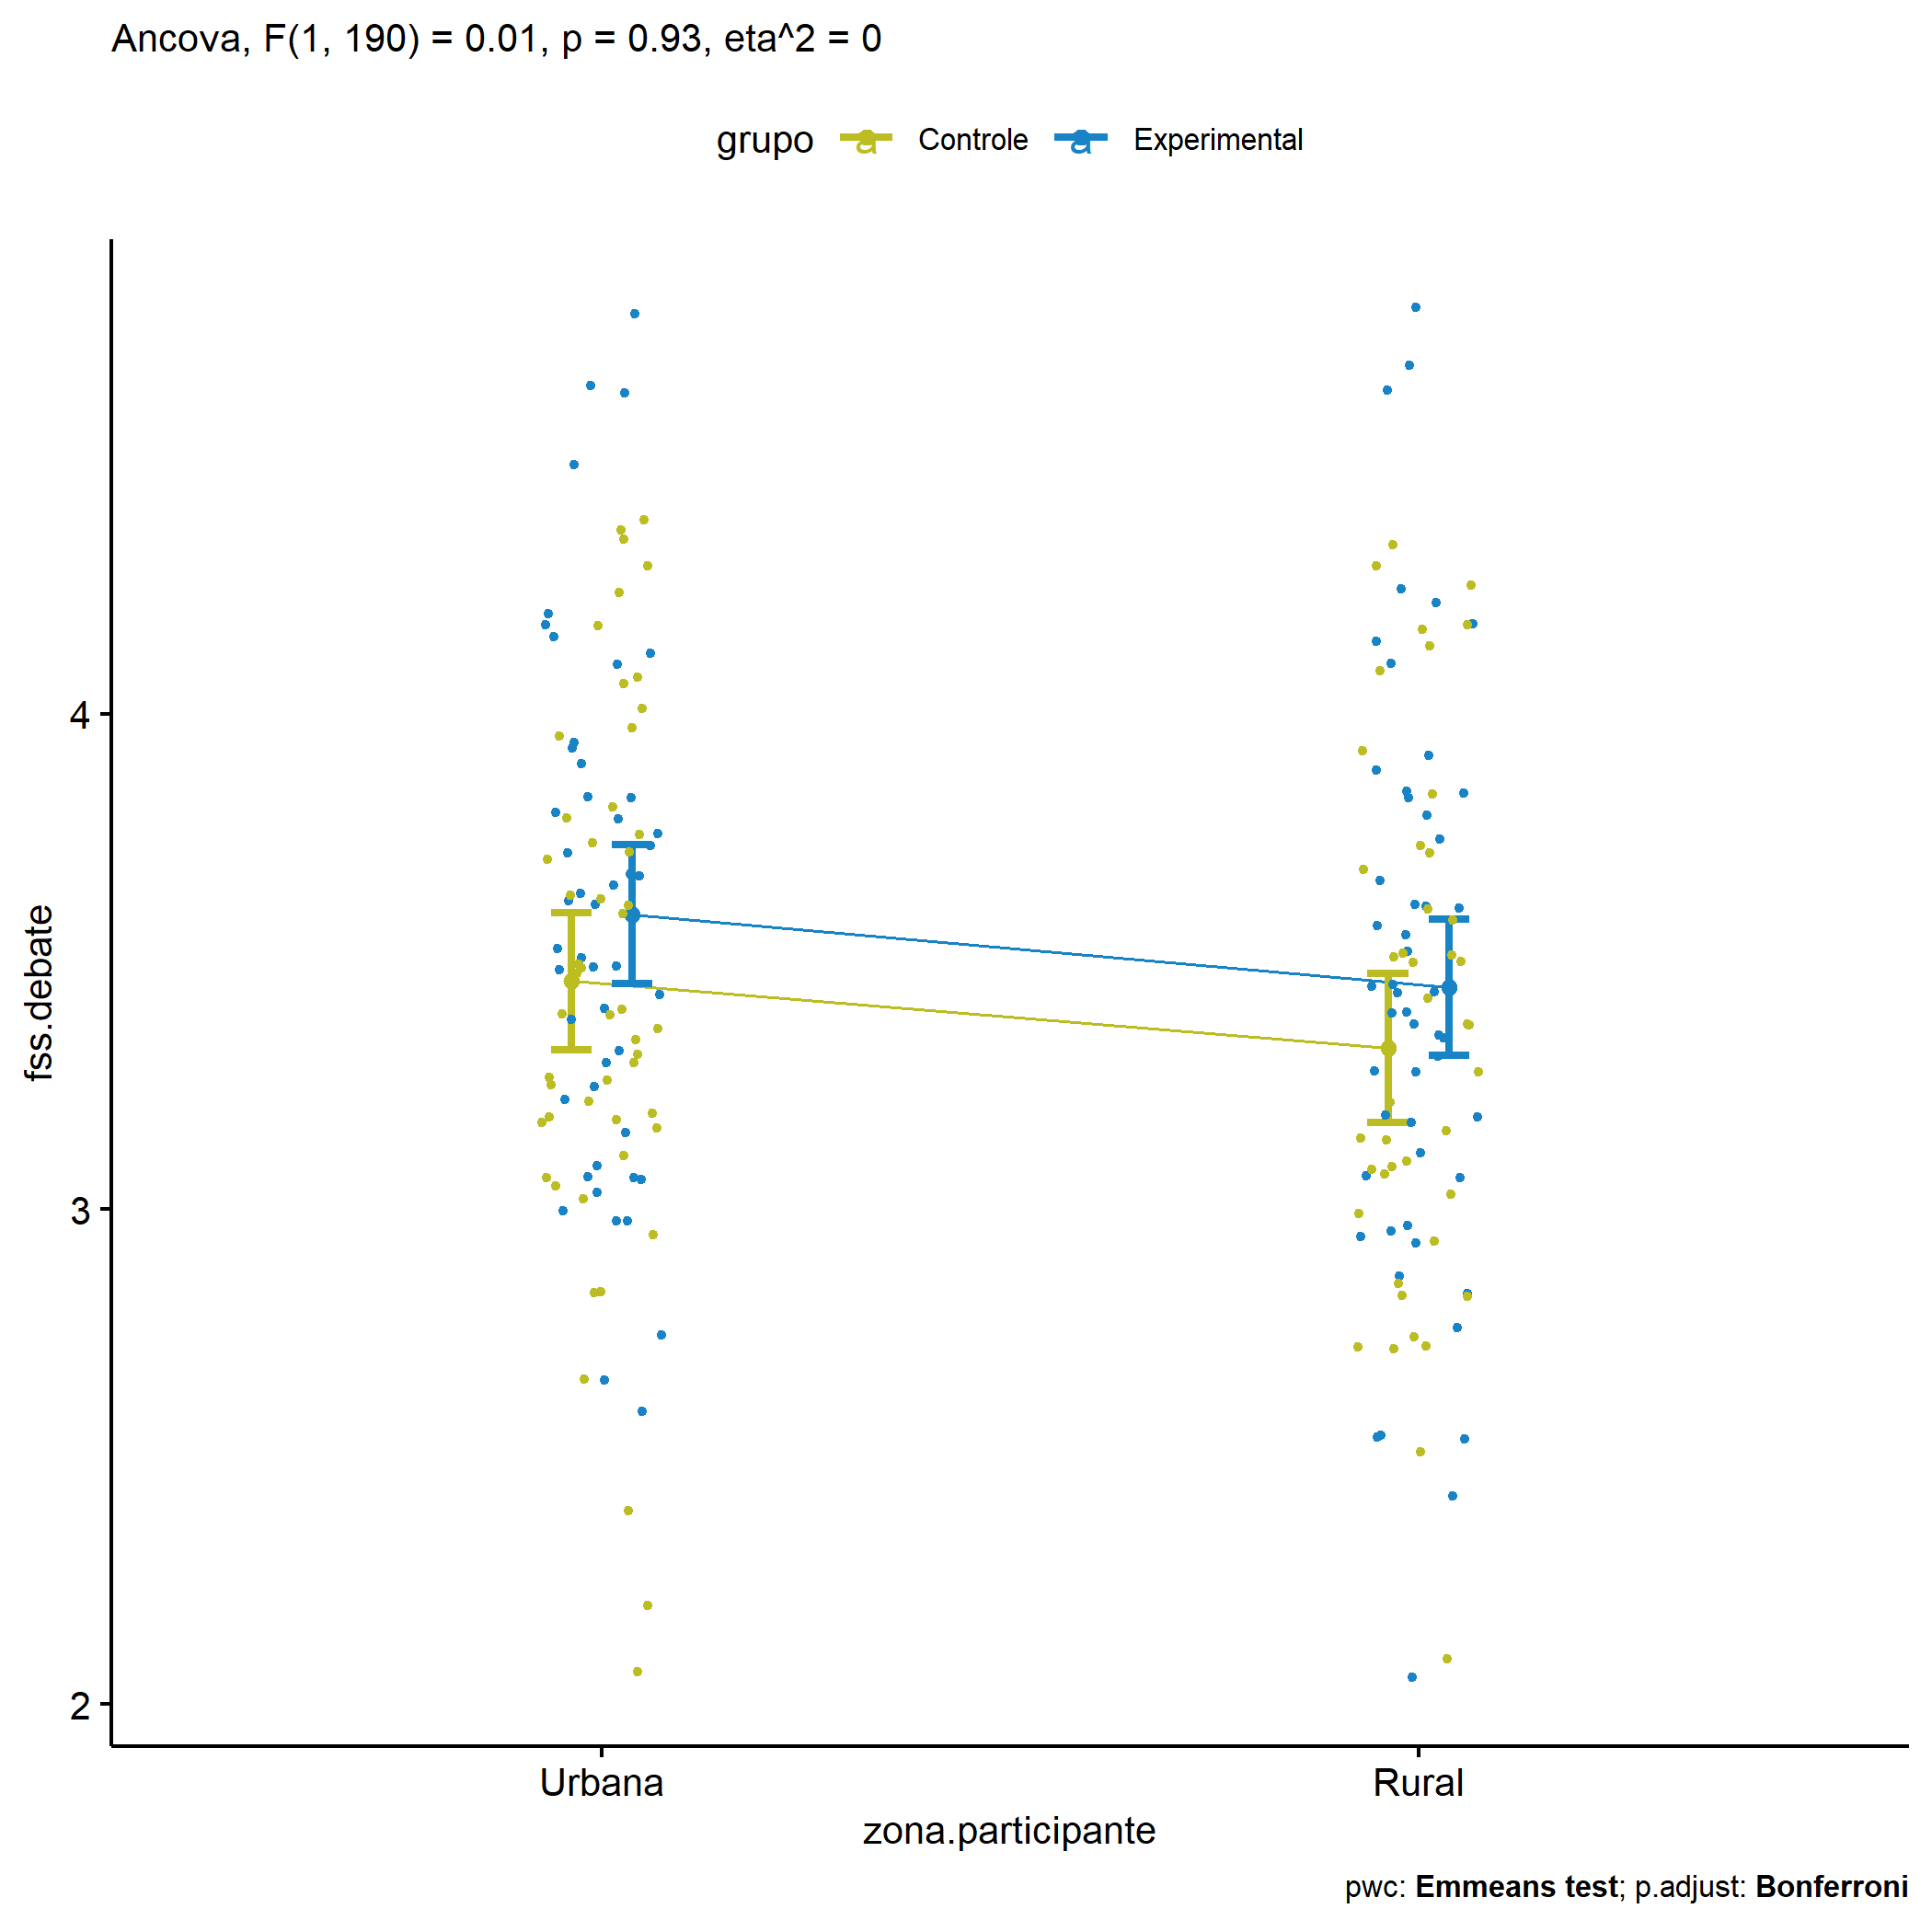 Ancova, F(1, 190) = 0.01, p = 0.93, eta^2 = 0
grupo a Controle a Experimental
4
3
2
fss.debate
Urbana Rural
zona.participante
pwc: Emmeans test; p.adjust: Bonferroni